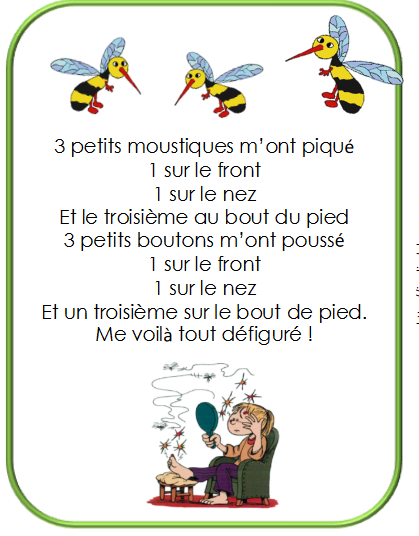 3 petits moustiques m'ont piqué
1 sur le front
1 sur le nez
Et le troisième au bout du pied
3 petits boutons m'ont poussé
1 sur le front
1 sur le nez
Et un troisième sur le bout de pied.
Me voilà tout défiguré !